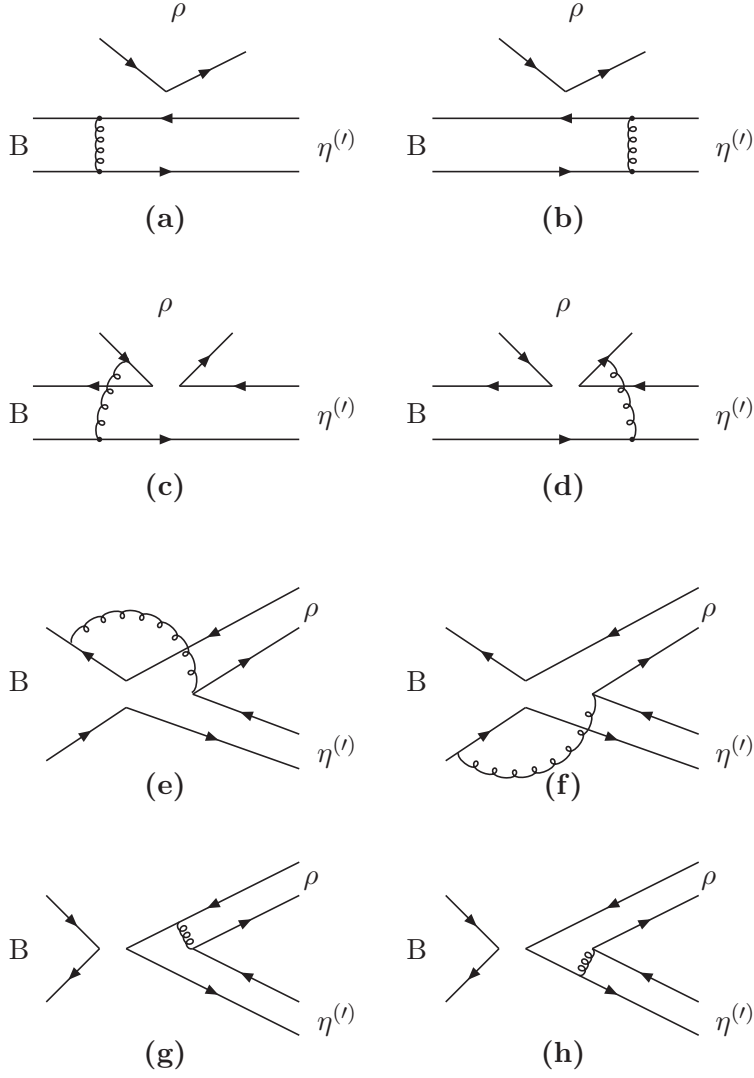 ρ ρ
B η(′) B η(′)
(a) (b)
ρ ρ
B η(′) B η(′)
(c) (d)
ρ ρ
B B
η(′) η(′)
(e) (f)
ρ ρ
B B
η(′) η(′)
(g) (h)